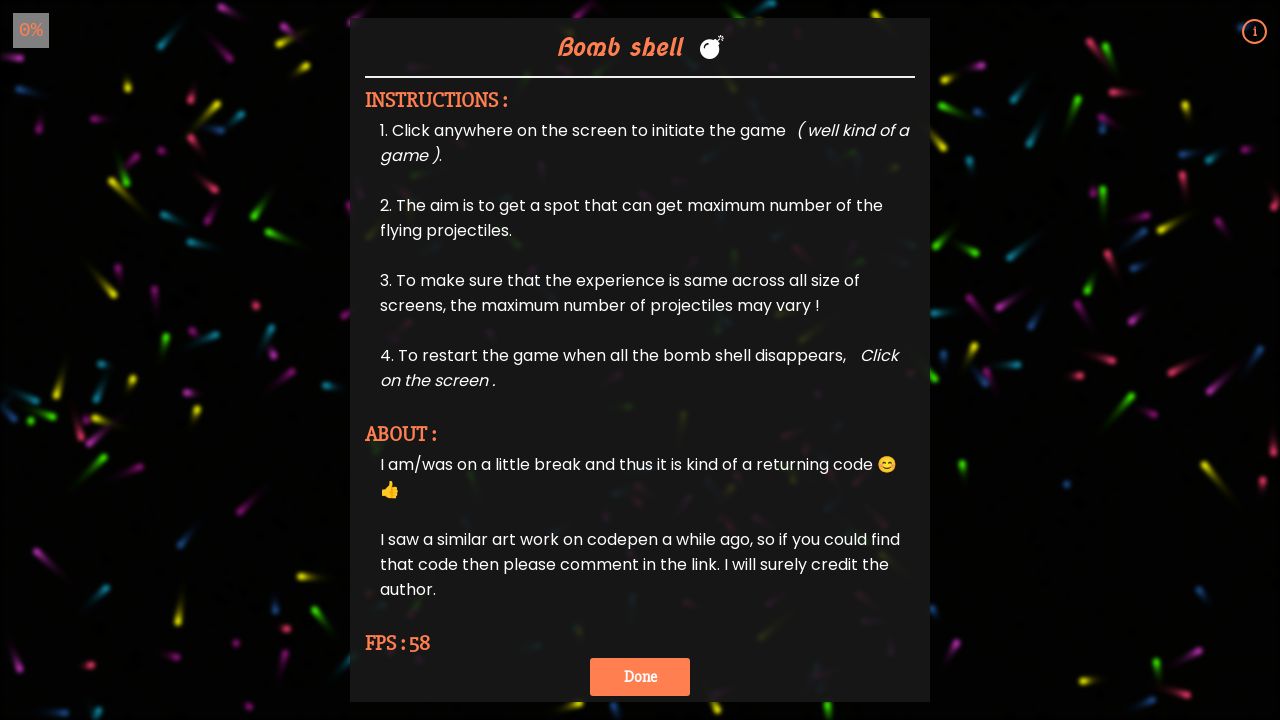 0%
i
Bomb shell 💣
INSTRUCTIONS :
1. Click anywhere on the screen to initiate the game ( well kind of a
game ).
2. The aim is to get a spot that can get maximum number of the
flying projectiles.
3. To make sure that the experience is same across all size of
screens, the maximum number of projectiles may vary !
4. To restart the game when all the bomb shell disappears, Click
on the screen .
ABOUT :
I am/was on a little break and thus it is kind of a returning code 😊
👍
I saw a similar art work on codepen a while ago, so if you could find
that code then please comment in the link. I will surely credit the
author.
FPS : 58
Done